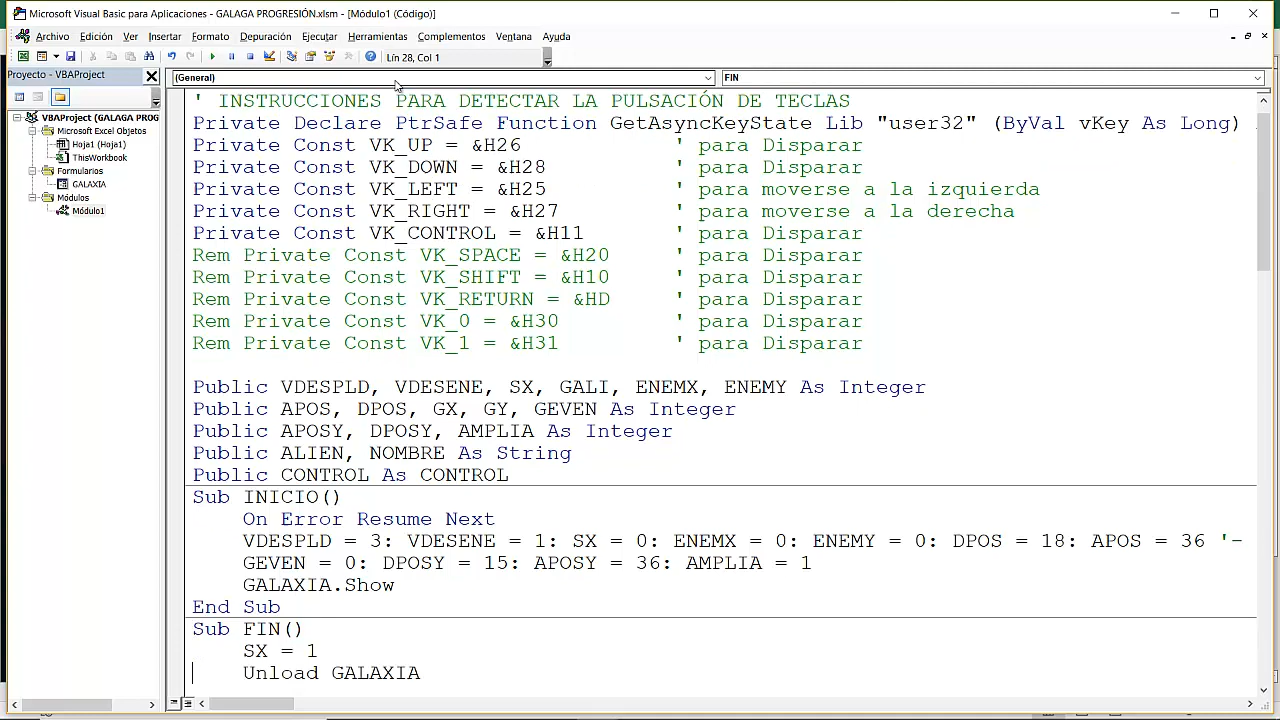 Microsoft Visual Basic para Aplicaciones - GALAGA PROGRESIÓN.xlsm - [Módulo1 (Código)]
Archivo Edición Ver Insertar Formato Depuración Ejecutar Herramientas Complementos Ventana Ayuda
Lín 28, Col 1
Proyecto - VBAProject
(General)
FIN
VBAProject (GALAGA PROG
Microsoft Excel Objetos
Hoja1 (Hoja1)
ThisWorkbook
Formularios
GALAXIA
Módulos
Módulo1
' INSTRUCCIONES PARA DETECTAR LA PULSACIÓN DE TECLAS
Private Declare PtrSafe Function GetAsyncKeyState Lib "user32" (ByVal vKey As Long)
Private Const VK_UP = &H26 ' para Disparar
Private Const VK_DOWN = &H28 ' para Disparar
Private Const VK_LEFT = &H25 ' para moverse a la izquierda
Private Const VK_RIGHT = &H27 ' para moverse a la derecha
Private Const VK_CONTROL = &H11 ' para Disparar
Rem Private Const VK_SPACE = &H20 ' para Disparar
Rem Private Const VK_SHIFT = &H10 ' para Disparar
Rem Private Const VK_RETURN = &HD ' para Disparar
Rem Private Const VK_0 = &H30 ' para Disparar
Rem Private Const VK_1 = &H31 ' para Disparar
Public VDESPLD, VDESENE, SX, GALI, ENEMX, ENEMY As Integer
Public APOS, DPOS, GX, GY, GEVEN As Integer
Public APOSY, DPOSY, AMPLIA As Integer
Public ALIEN, NOMBRE As String
Public CONTROL As CONTROL
Sub INICIO()
On Error Resume Next
VDESPLD = 3: VDESENE = 1: SX = 0: ENEMX = 0: ENEMY = 0: DPOS = 18: APOS = 36 '-
GEVEN = 0: DPOSY = 15: APOSY = 36: AMPLIA = 1
GALAXIA.Show
End Sub
Sub FIN()
SX = 1
Unload GALAXIA